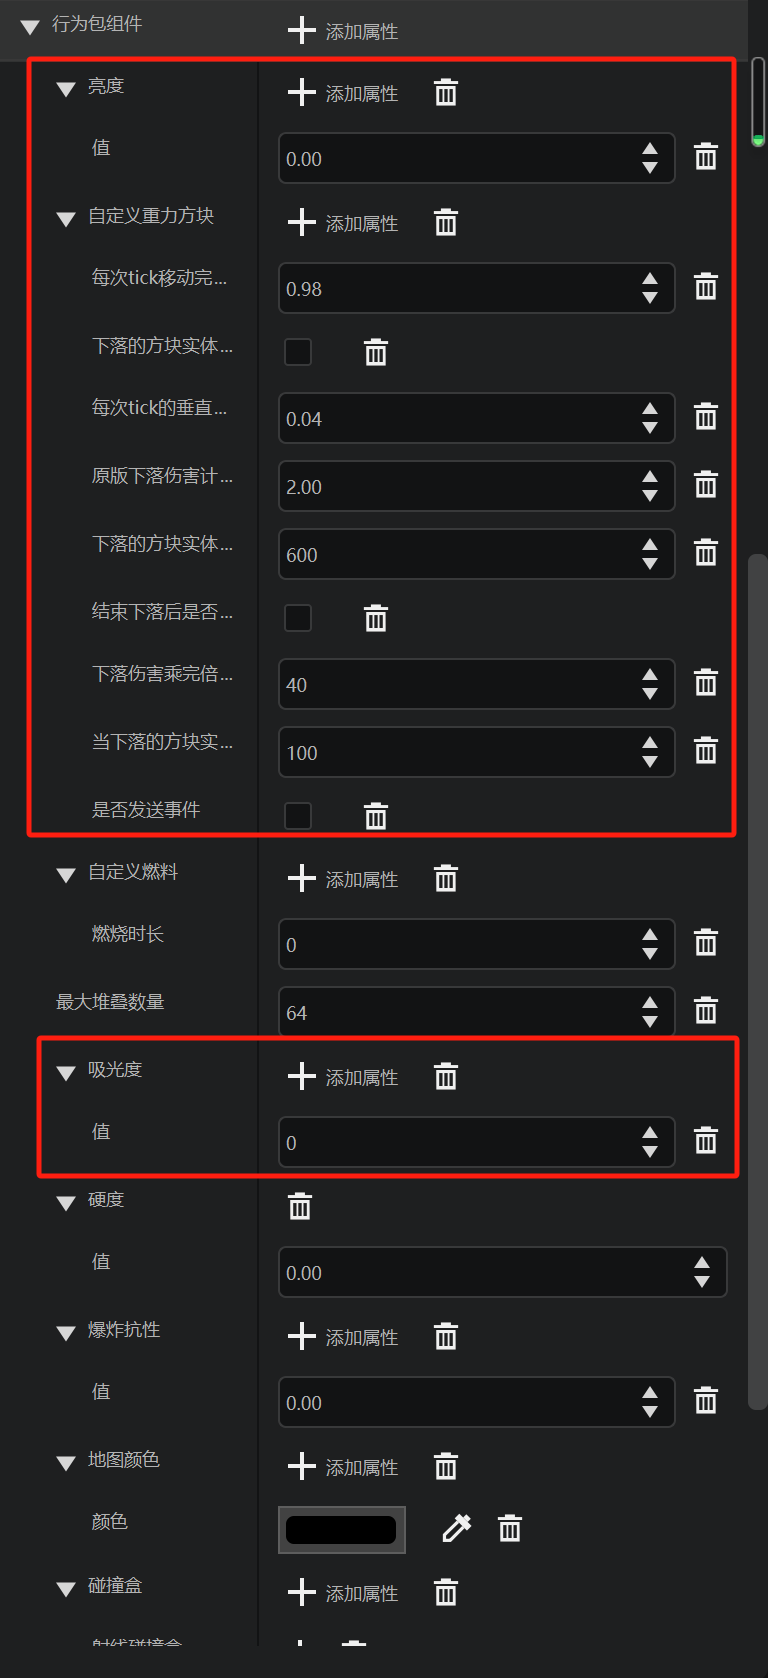 行为包组件 添加属性
亮度 添加属性
值 0.00
自定义重力方块 添加属性
每次tick移动完... 0.98
下落的方块实体...
每次tick的垂直... 0.04
原版下落伤害计... 2.00
下落的方块实体... 600
结束下落后是否...
下落伤害乘完倍... 40
当下落的方块实... 100
是否发送事件
自定义燃料 添加属性
燃烧时长 0
最大堆叠数量 64
吸光度 添加属性
值 0
硬度
值 0.00
爆炸抗性 添加属性
值 0.00
地图颜色 添加属性
颜色
碰撞盒 添加属性
射线碰撞盒